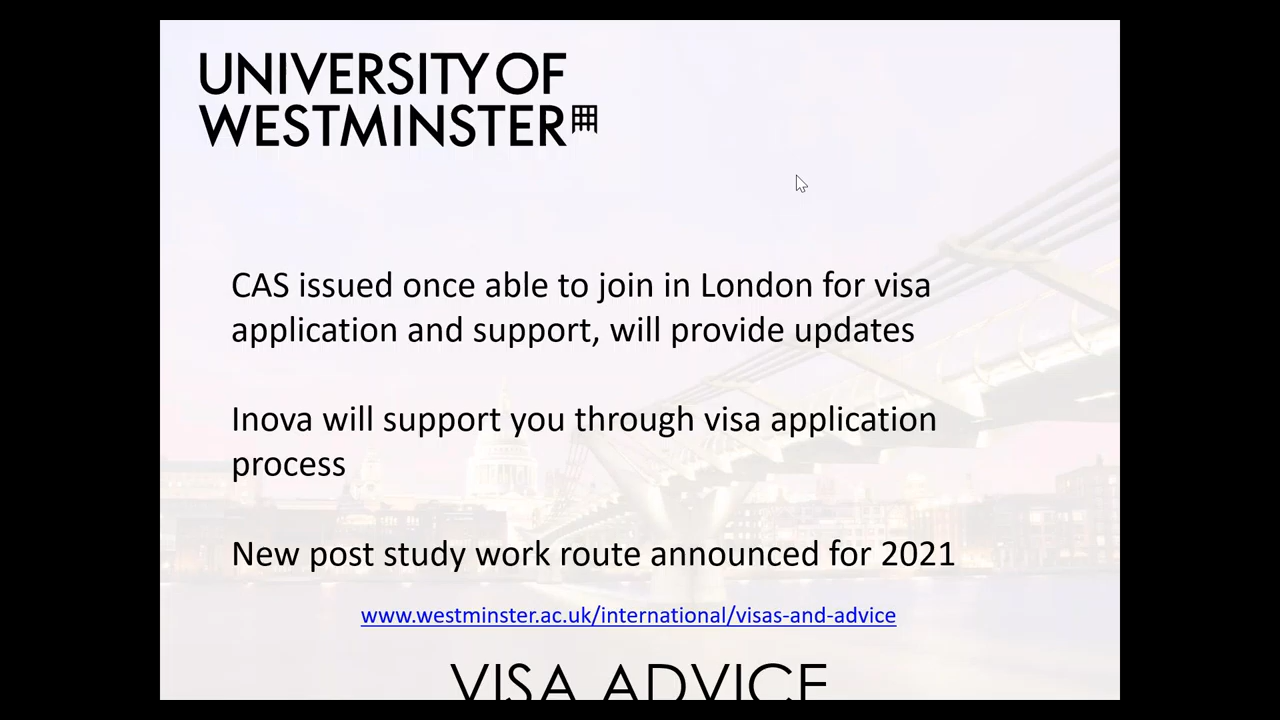 UNIVERSITY OF
WESTMINSTER
CAS issued once able to join in London for visa
application and support, will provide updates
Inova will support you through visa application
process
New post study work route announced for 2021
www.westminster.ac.uk/international/visas-and-advice
VISA ADVICE